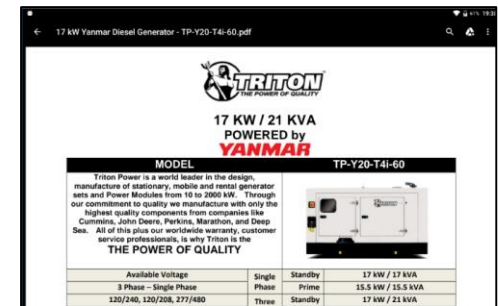 61% 19:38
17 kW Yanmar Diesel Generator - TP-Y20-T4i-60.pdf
TRITON
THE POWER OF QUALITY
17 KW / 21 KVA
POWERED by
YANMAR
MODEL
TP-Y20-T4i-60
Triton Power is a world leader in the design,
manufacture of stationary, mobile and rental generator
sets and Power Modules from 10 to 2000 kW. Through
our commitment to quality we manufacture with only the
highest quality components from companies like
Cummins, John Deere, Perkins, Marathon, and Deep
Sea. All of this plus our worldwide warranty, customer
service professionals, is why Triton is the
THE POWER OF QUALITY
Available Voltage
Single
Phase
Standby
17 kW / 17 kVA
3 Phase – Single Phase
Prime
15.5 kW / 15.5 kVA
120/240, 120/208, 277/480
Three
Standby
17 kW / 21 kVA